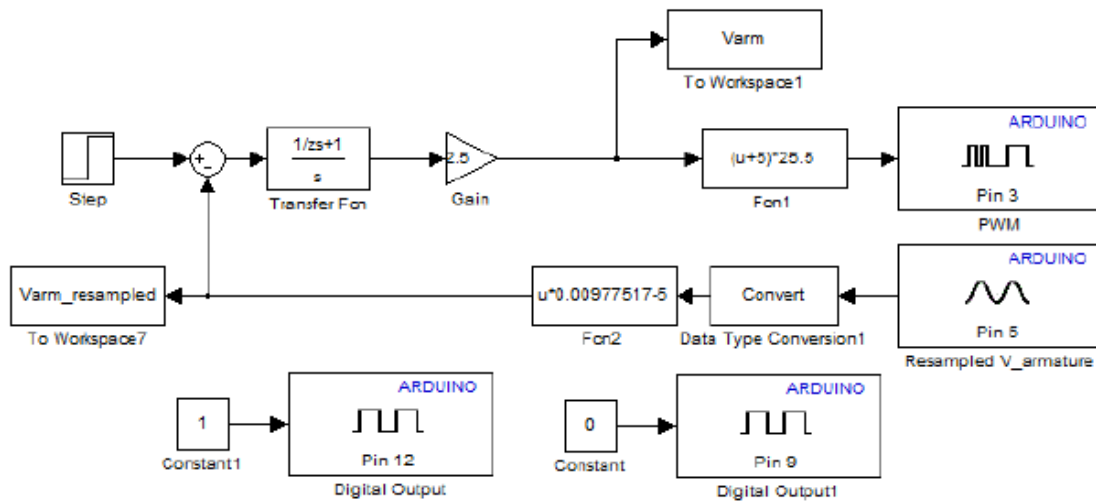 Varm
To Workspace1
Step
+
-
1/zs+1
s
Transfer Fcn
2.5
Gain
(u+5)*25.5
Fcn1
ARDUINO
Pin 3
PWM
Varm_resampled
To Workspace7
u*0.00977517-5
Fcn2
Convert
Data Type Conversion1
ARDUINO
Pin 5
Resampled V_armature
1
Constant1
ARDUINO
Pin 12
Digital Output
0
Constant
ARDUINO
Pin 9
Digital Output1